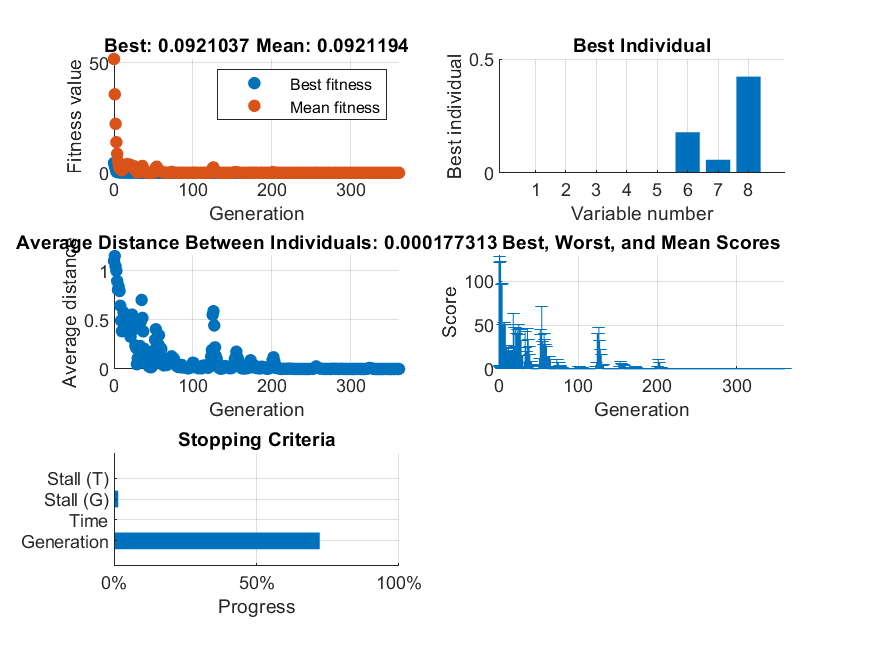 Best: 0.0921037 Mean: 0.0921194
Fitness value
50
0
Best fitness
Mean fitness
0 100 200 300
Generation
Best Individual
Best individual
0.5
0
1 2 3 4 5 6 7 8
Variable number
Average Distance Between Individuals: 0.000177313
Average distance
1
0.5
0
0 100 200 300
Generation
Best, Worst, and Mean Scores
Score
100
50
0
0 100 200 300
Generation
Stopping Criteria
Stall (T)
Stall (G)
Time
Generation
0% 50% 100%
Progress